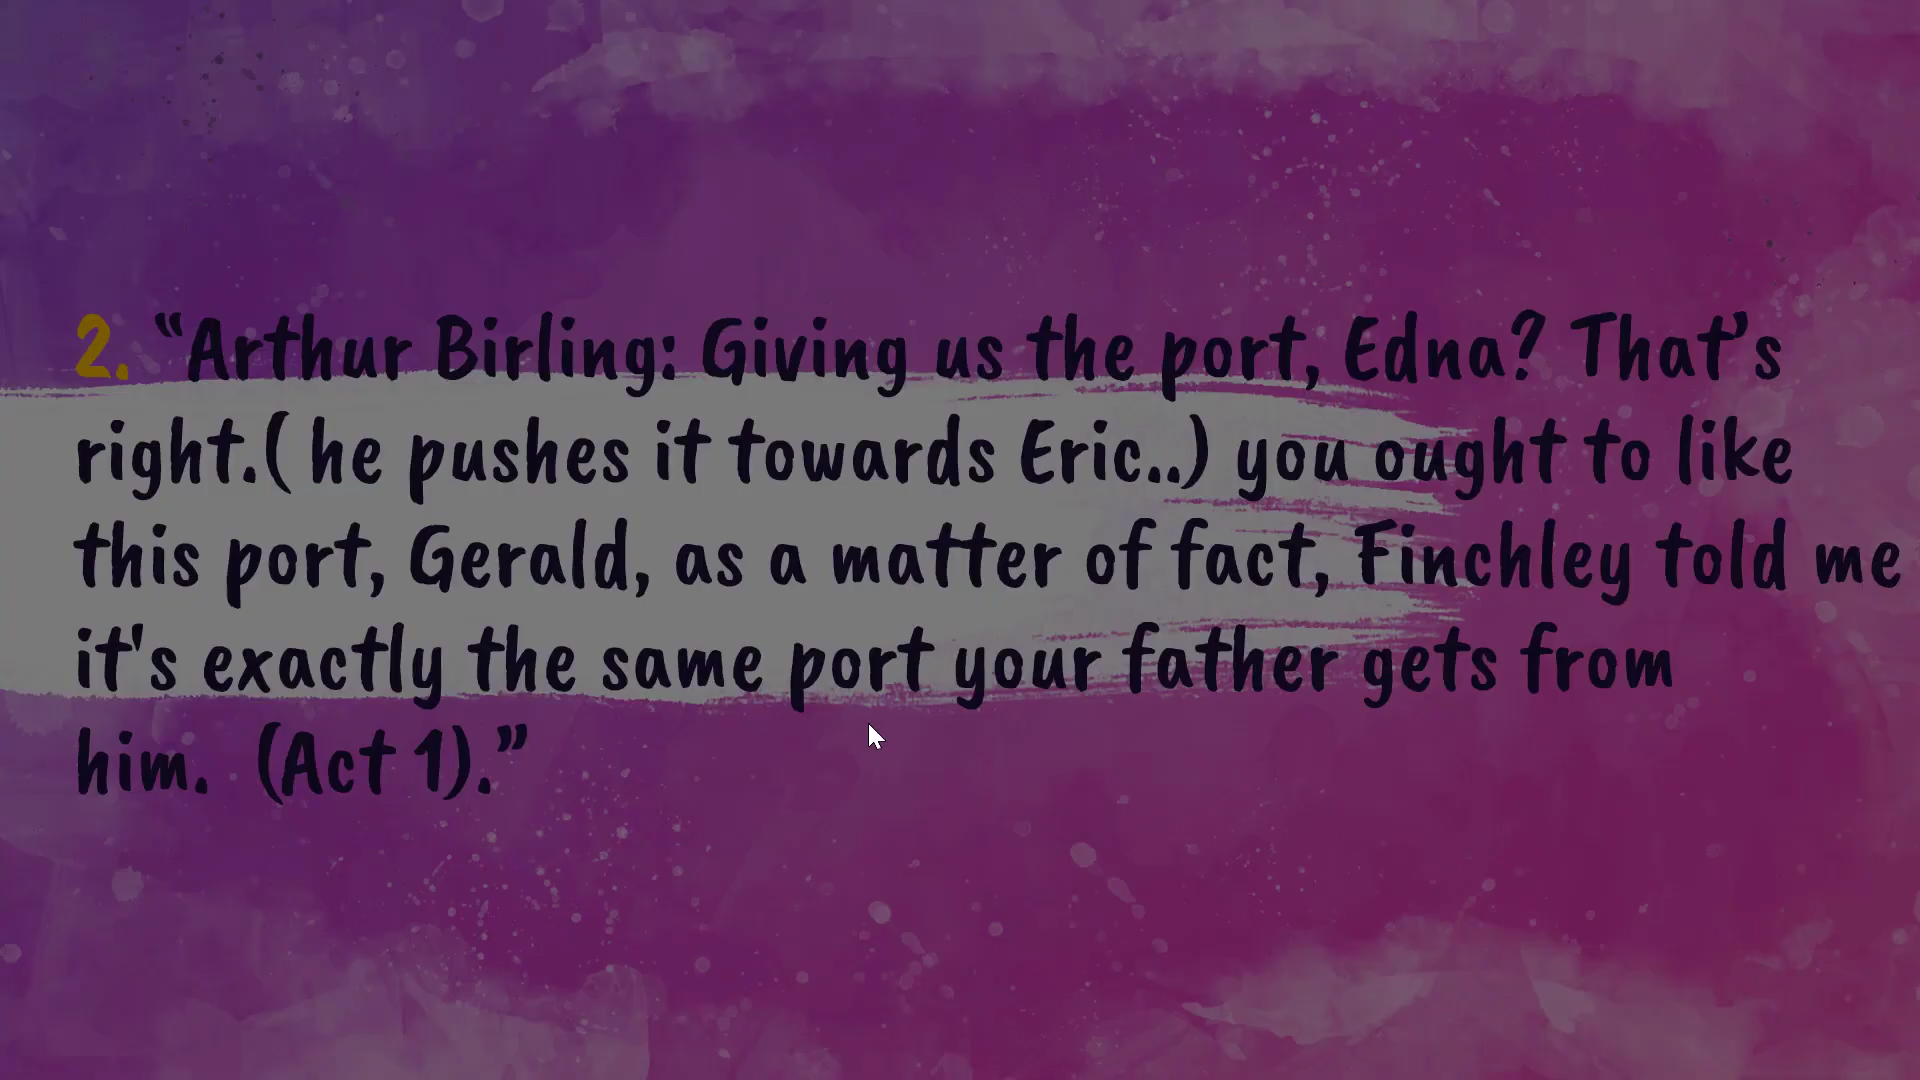 2. “Arthur Birling: Giving us the port, Edna? That’s
right.( he pushes it towards Eric..) you ought to like
this port, Gerald, as a matter of fact, Finchley told me
it's exactly the same port your father gets from
him.  (Act 1).”